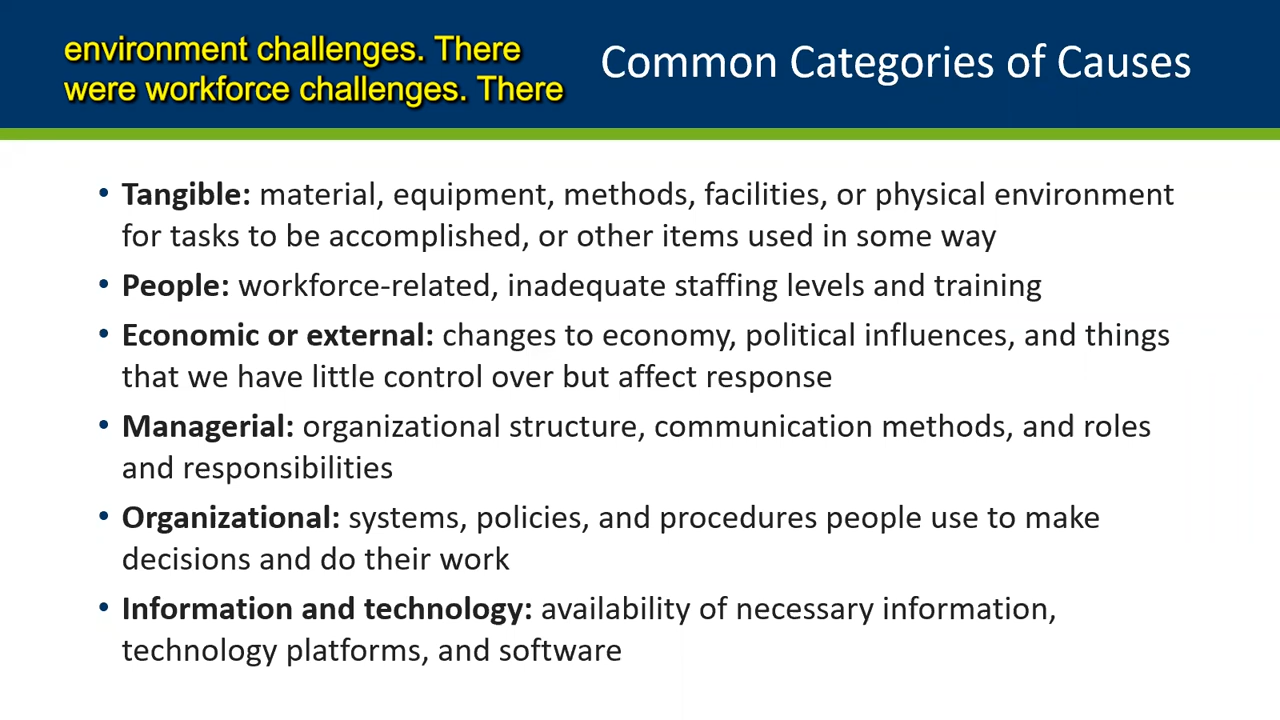 environment challenges. There
were workforce challenges. There
Common Categories of Causes
• Tangible: material, equipment, methods, facilities, or physical environment
for tasks to be accomplished, or other items used in some way
• People: workforce-related, inadequate staffing levels and training
• Economic or external: changes to economy, political influences, and things
that we have little control over but affect response
• Managerial: organizational structure, communication methods, and roles
and responsibilities
• Organizational: systems, policies, and procedures people use to make
decisions and do their work
• Information and technology: availability of necessary information,
technology platforms, and software